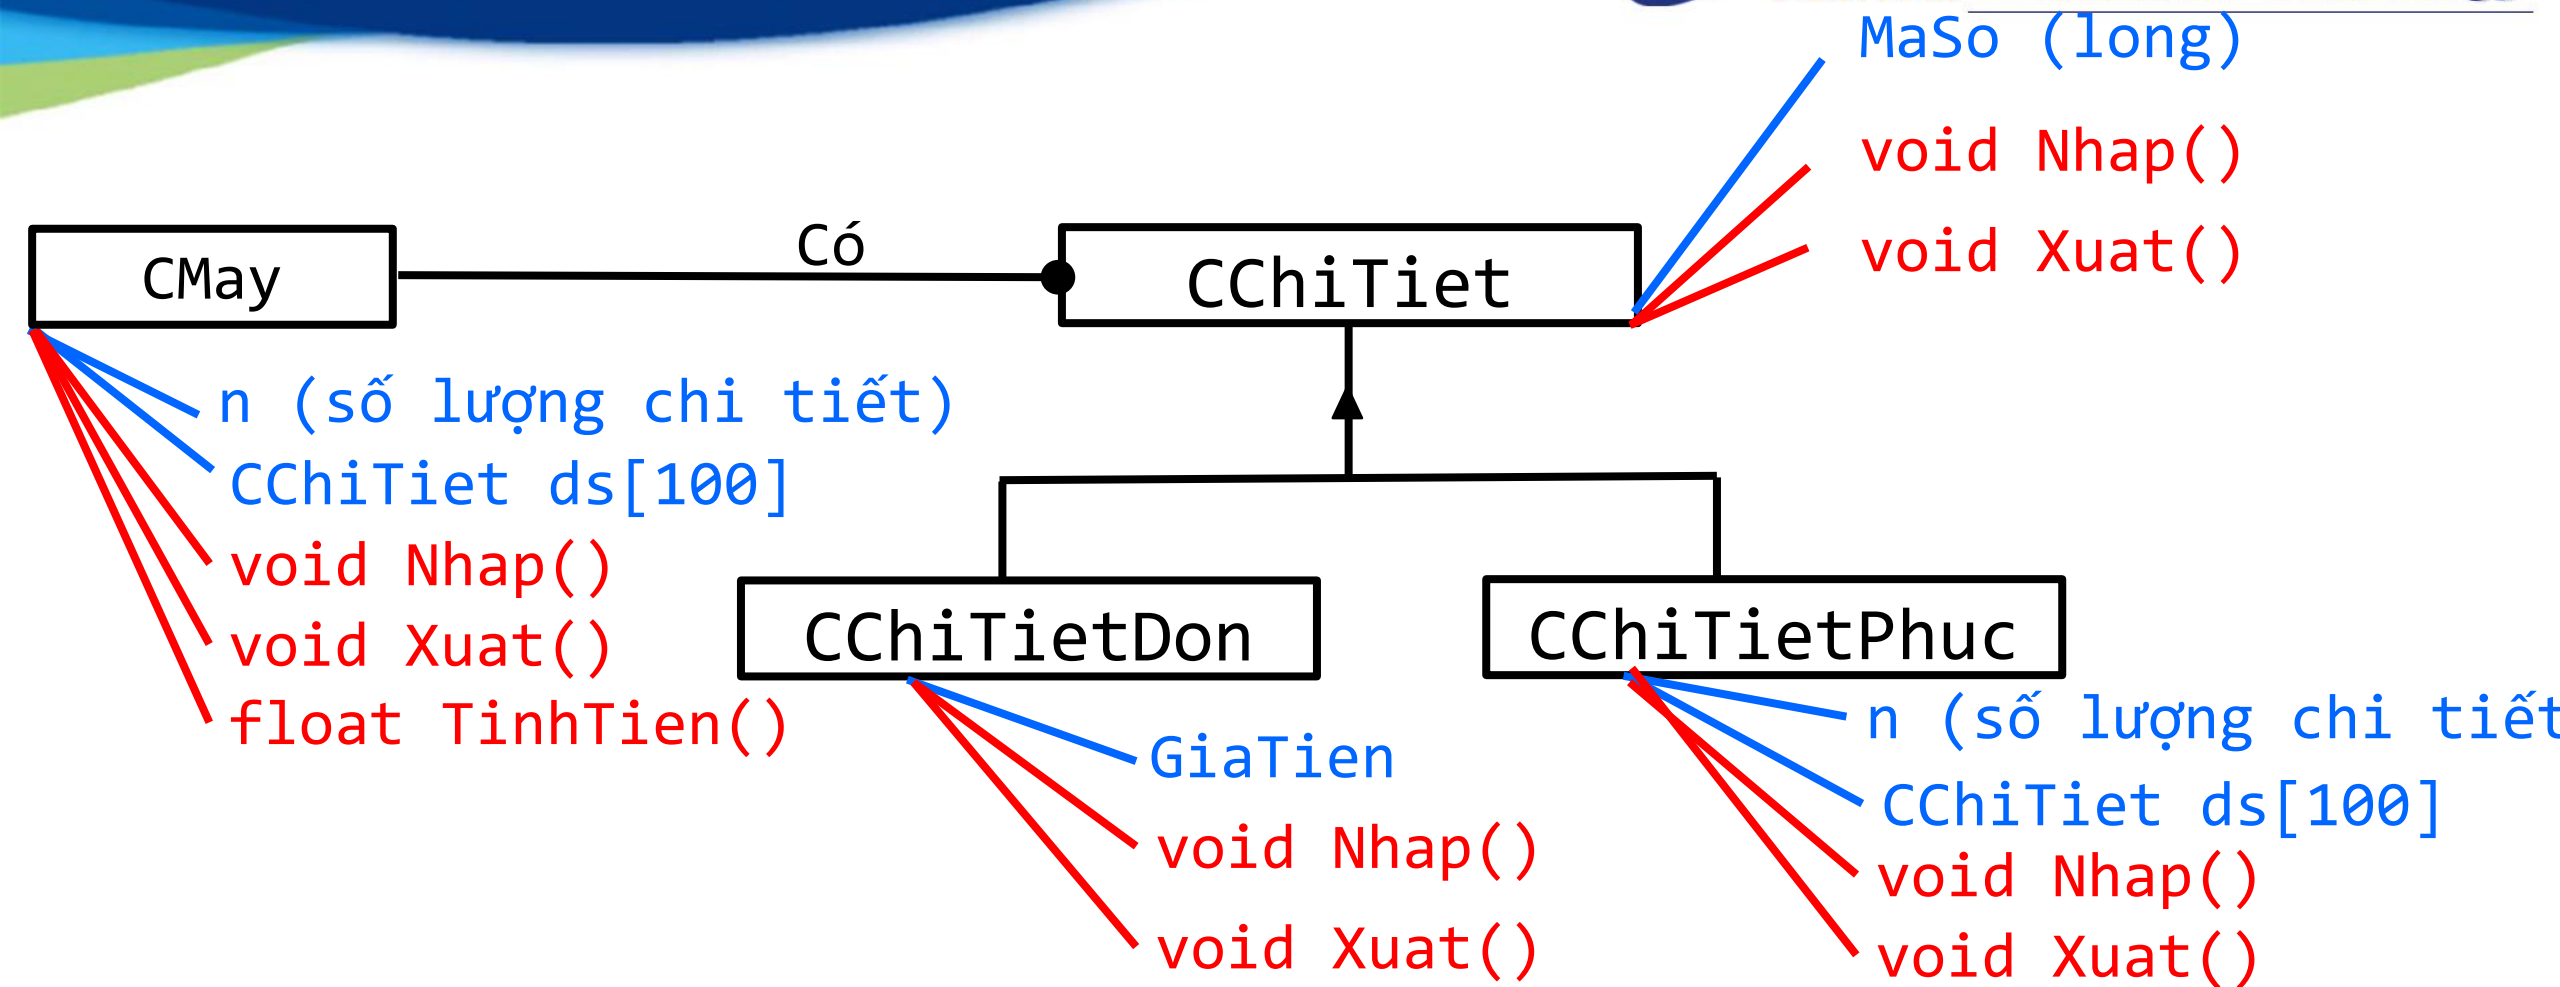 MaSo (long)
void Nhap()
void Xuat()
Có
CMay
CChiTiet
n (số lượng chi tiết)
CChiTiet ds[100]
void Nhap()
void Xuat()
float TinhTien()
CChiTietDon
GiaTien
void Nhap()
void Xuat()
CChiTietPhuc
n (số lượng chi tiết
CChiTiet ds[100]
void Nhap()
void Xuat()